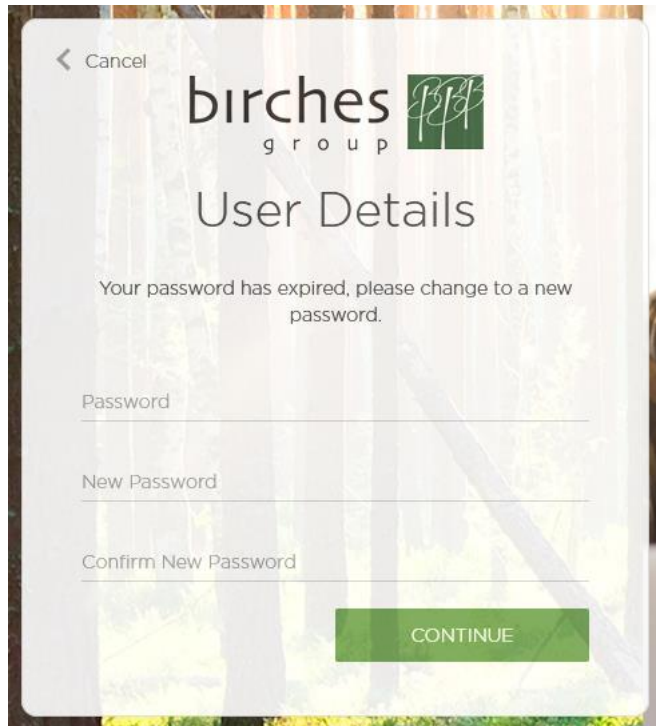 Cancel
bırches
group
User Details
Your password has expired, please change to a new
password.
Password
New Password
Confirm New Password
CONTINUE